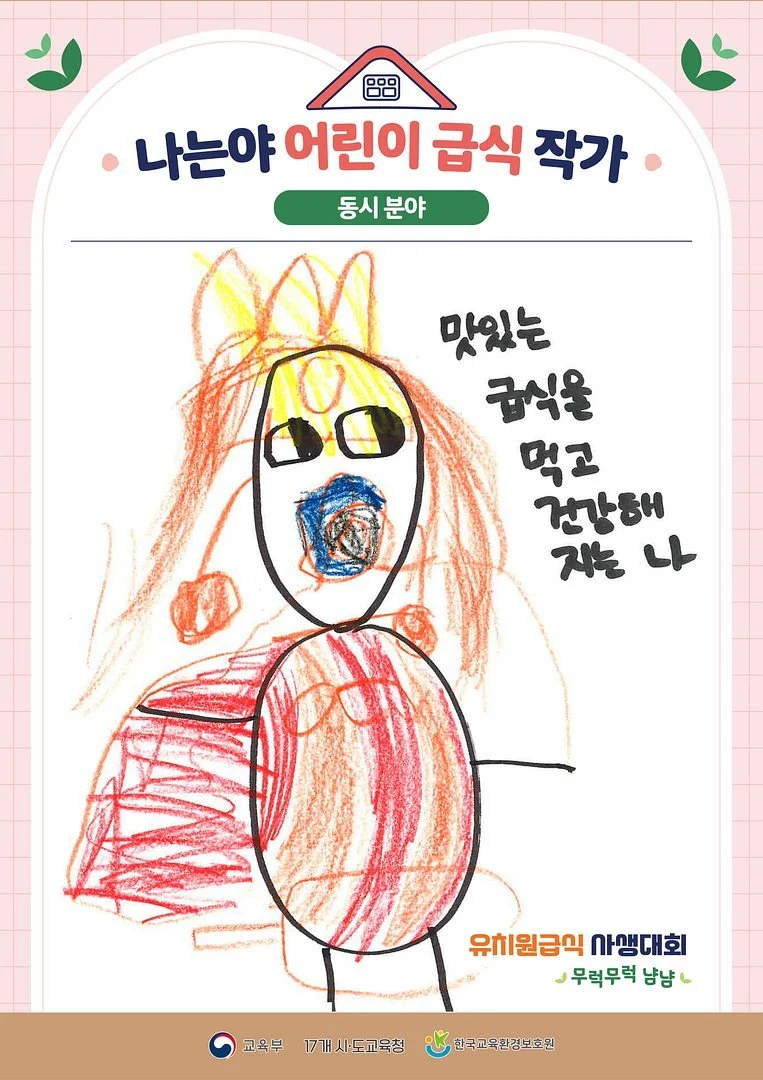 나는야 어린이 급식 작가
동시 분야
맛있는
급식을
먹고
건강해
지는 나
유치원급식 사생대회
무럭무럭 냠냠
교육부 17개 시·도교육청 한국교육환경보호원